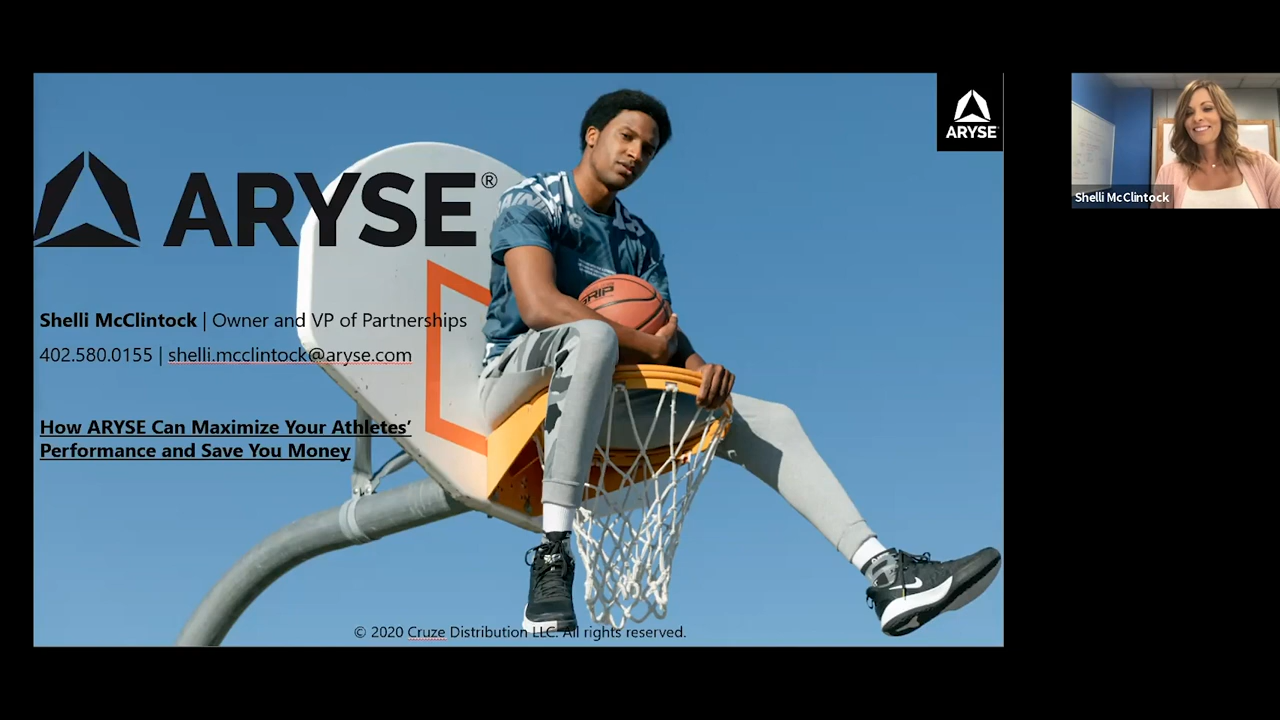 ARYSE®
ARYSE
Shelli McClintock | Owner and VP of Partnerships
402.580.0155 | shelli.mcclintock@aryse.com
How ARYSE Can Maximize Your Athletes’
Performance and Save You Money
GRIP
© 2020 Cruze Distribution LLC. All rights reserved.
Shelli McClintock